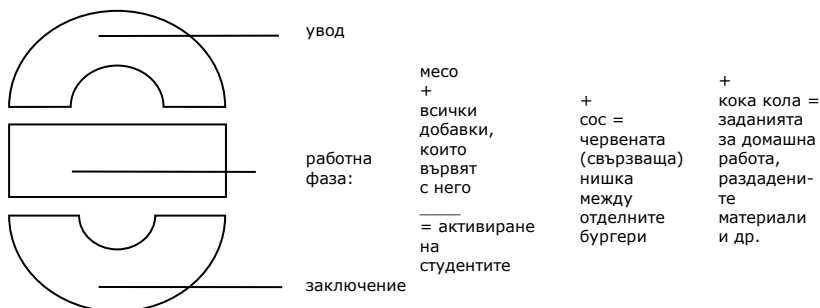 увод
работна
фаза:
месо
+
всички
добавки,
които
вървят
с него
____
= активиране
на
студентите
+
сос =
червената
(свързваща)
нишка
между
отделните
бургери
+
кока кола =
заданията
за домашна
работа,
раздадени-
те
материали
и др.
заключение